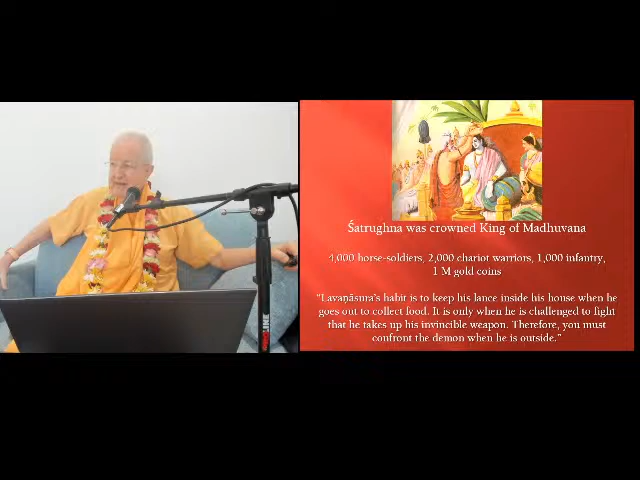 Śatrughna was crowned King of Madhuvana
4,000 horse-soldiers, 2,000 chariot warriors, 1,000 infantry,
1 M gold coins
“Lavaṇāsura’s habit is to keep his lance inside his house when he
goes out to collect food. It is only when he is challenged to fight
that he takes up his invincible weapon. Therefore, you must
confront the demon when he is outside.”